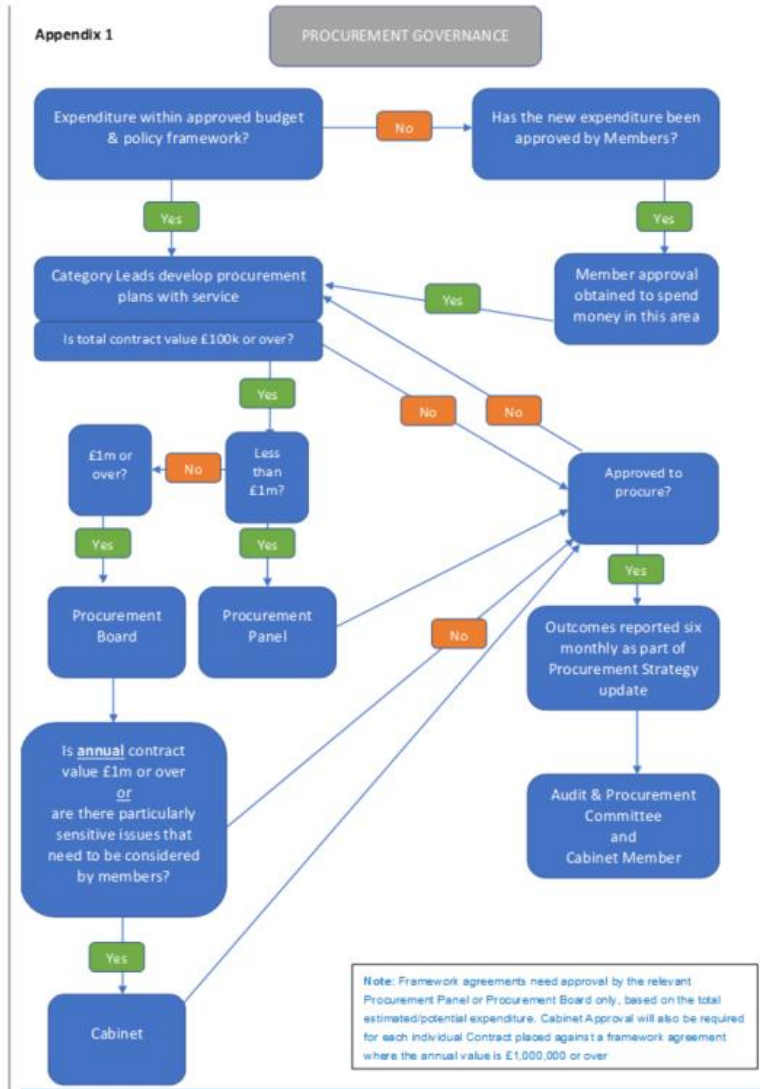 Appendix 1
PROCUREMENT GOVERNANCE
Expenditure within approved budget
& policy framework?
No
Has the new expenditure been
approved by Members?
Yes
Yes
Category Leads develop procurement
plans with service
Yes
Member approval
obtained to spend
money in this area
Is total contract value £100k or over?
Yes
No
No
£1m or
over?
No
Less
than
£1m?
Approved to
procure?
Yes
Yes
Yes
Procurement
Board
Procurement
Panel
No
Outcomes reported six
monthly as part of
Procurement Strategy
update
Is annual contract
value £1m or over
or
are there particularly
sensitive issues that
need to be considered
by members?
Audit & Procurement
Committee
and
Cabinet Member
Yes
Cabinet
Note: Framework agreements need approval by the relevant
Procurement Panel or Procurement Board only, based on the total
estimated/potential expenditure. Cabinet Approval will also be required
for each individual Contract placed against a framework agreement
where the annual value is £1,000,000 or over